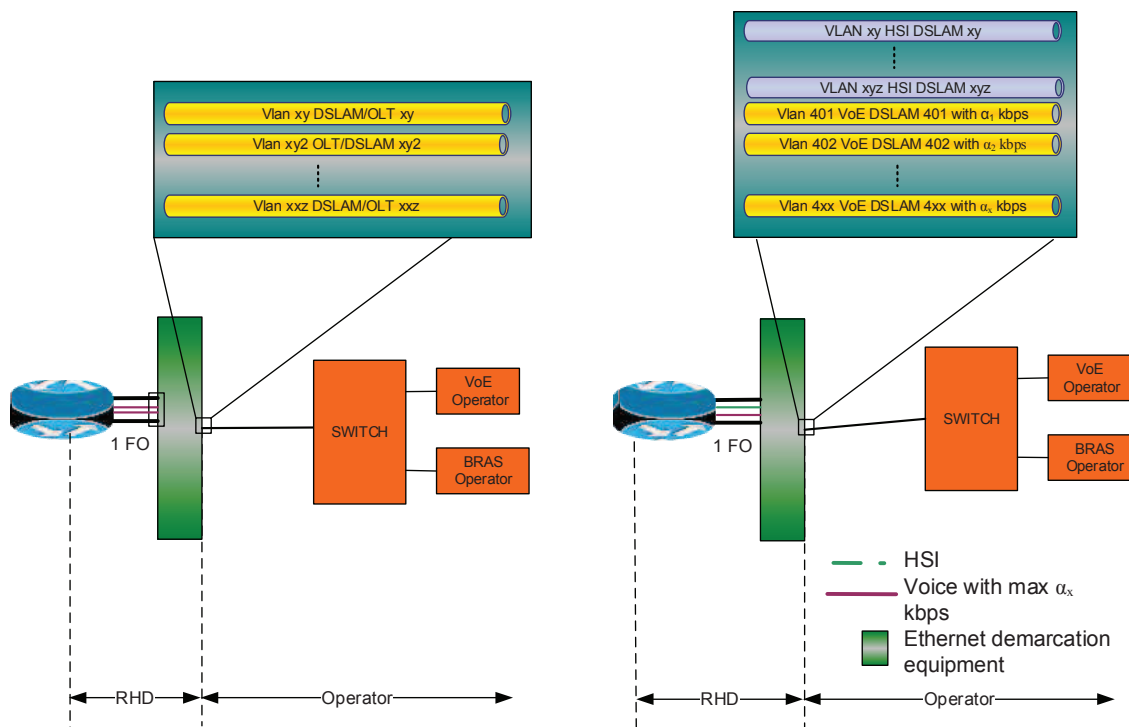 Vlan xy DSLAM/OLT xy
Vlan xy2 OLT/DSLAM xy2
Vlan xxz DSLAM/OLT xxz
1 FO
SWITCH
VoE
Operator
BRAS
Operator
RHD
Operator
VLAN xy HSI DSLAM xy
VLAN xyz HSI DSLAM xyz
Vlan 401 VoE DSLAM 401 with α₁ kbps
Vlan 402 VoE DSLAM 402 with α₂ kbps
Vlan 4xx VoE DSLAM 4xx with αₓ kbps
1 FO
SWITCH
VoE
Operator
BRAS
Operator
HSI
Voice with max αₓ
kbps
Ethernet demarcation
equipment
RHD
Operator